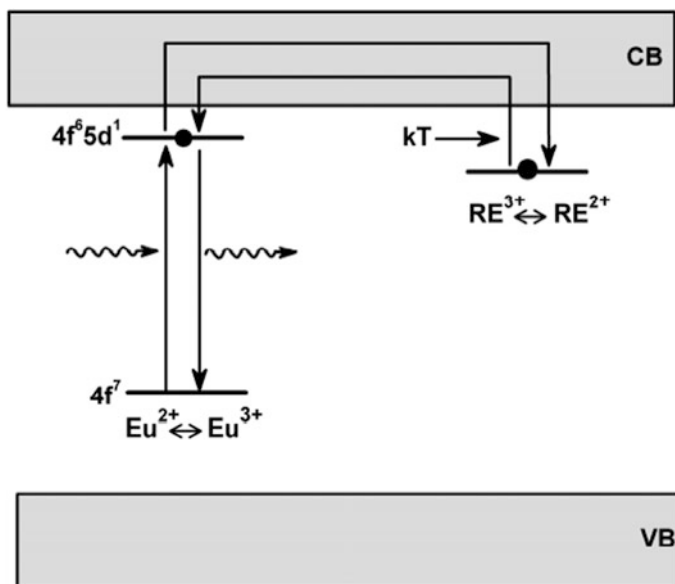 CB
4f⁶5d¹
kT
RE³⁺ ↔ RE²⁺
4f⁷
Eu²⁺ ↔ Eu³⁺
VB